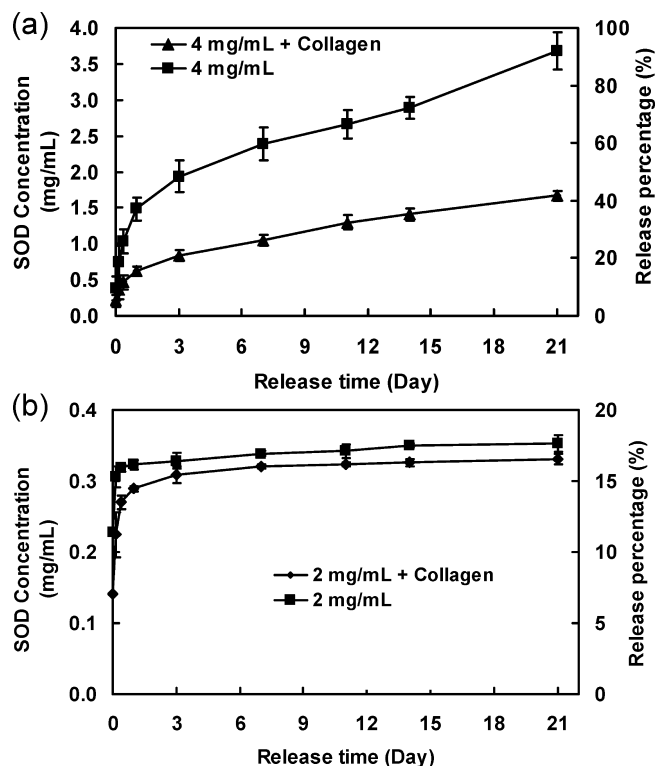 (a)
4 mg/mL + Collagen
4 mg/mL
SOD Concentration
(mg/mL)
4.0
3.5
3.0
2.5
2.0
1.5
1.0
0.5
0.0
100
80
60
40
20
0
Release percentage (%)
0 3 6 9 12 15 18 21
Release time (Day)
(b)
2 mg/mL + Collagen
2 mg/mL
SOD Concentration
(mg/mL)
0.4
0.3
0.2
0.1
0.0
20
15
10
5
0
Release percentage (%)
0 3 6 9 12 15 18 21
Release time (Day)